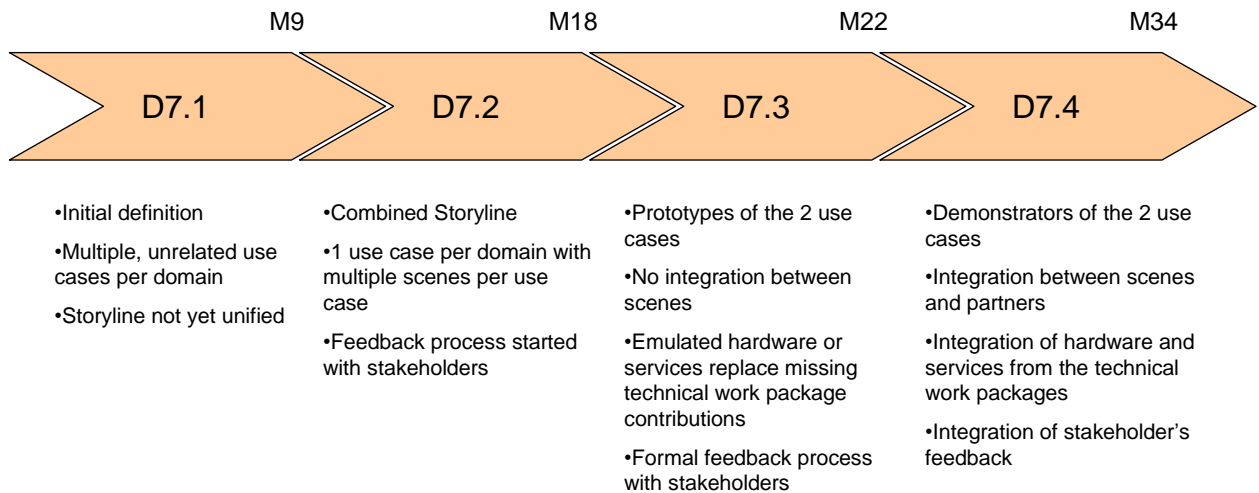 M9
M18
M22
M34
D7.1
D7.2
D7.3
D7.4
•Initial definition
•Multiple, unrelated use
cases per domain
•Storyline not yet unified
•Combined Storyline
•1 use case per domain with
multiple scenes per use
case
•Feedback process started
with stakeholders
•Prototypes of the 2 use
cases
•No integration between
scenes
•Emulated hardware or
services replace missing
technical work package
contributions
•Formal feedback process
with stakeholders
•Demonstrators of the 2 use
cases
•Integration between scenes
and partners
•Integration of hardware and
services from the technical
work packages
•Integration of stakeholder's
feedback